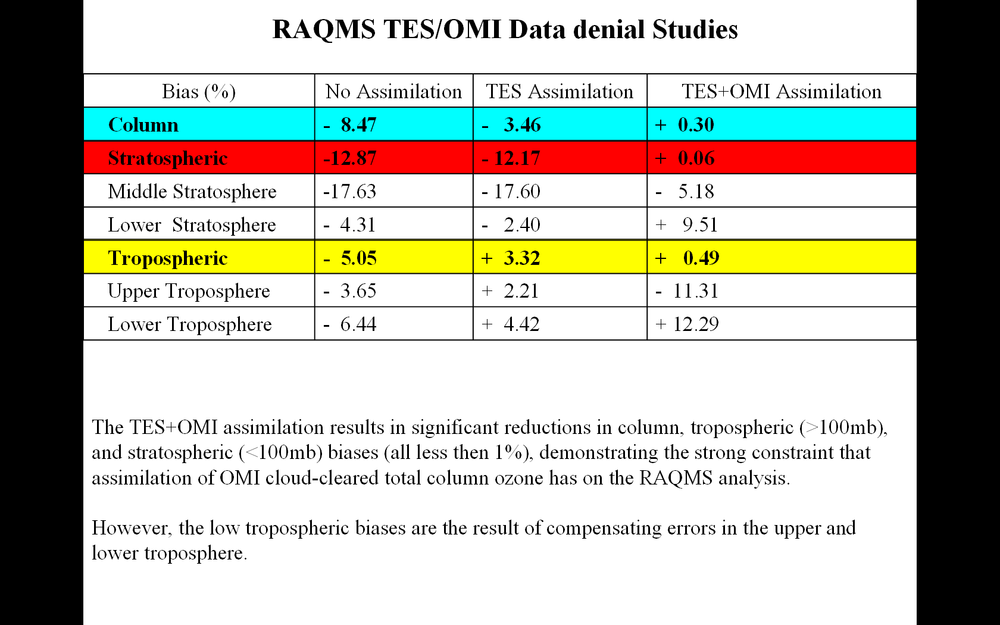 RAQMS TES/OMI Data denial Studies
Bias (%) No Assimilation TES Assimilation TES+OMI Assimilation
Column - 8.47 - 3.46 + 0.30
Stratospheric -12.87 - 12.17 + 0.06
Middle Stratosphere -17.63 - 17.60 - 5.18
Lower Stratosphere - 4.31 - 2.40 + 9.51
Tropospheric - 5.05 + 3.32 + 0.49
Upper Troposphere - 3.65 + 2.21 - 11.31
Lower Troposphere - 6.44 + 4.42 + 12.29
The TES+OMI assimilation results in significant reductions in column, tropospheric (>100mb),
and stratospheric (<100mb) biases (all less then 1%), demonstrating the strong constraint that
assimilation of OMI cloud-cleared total column ozone has on the RAQMS analysis.
However, the low tropospheric biases are the result of compensating errors in the upper and
lower troposphere.